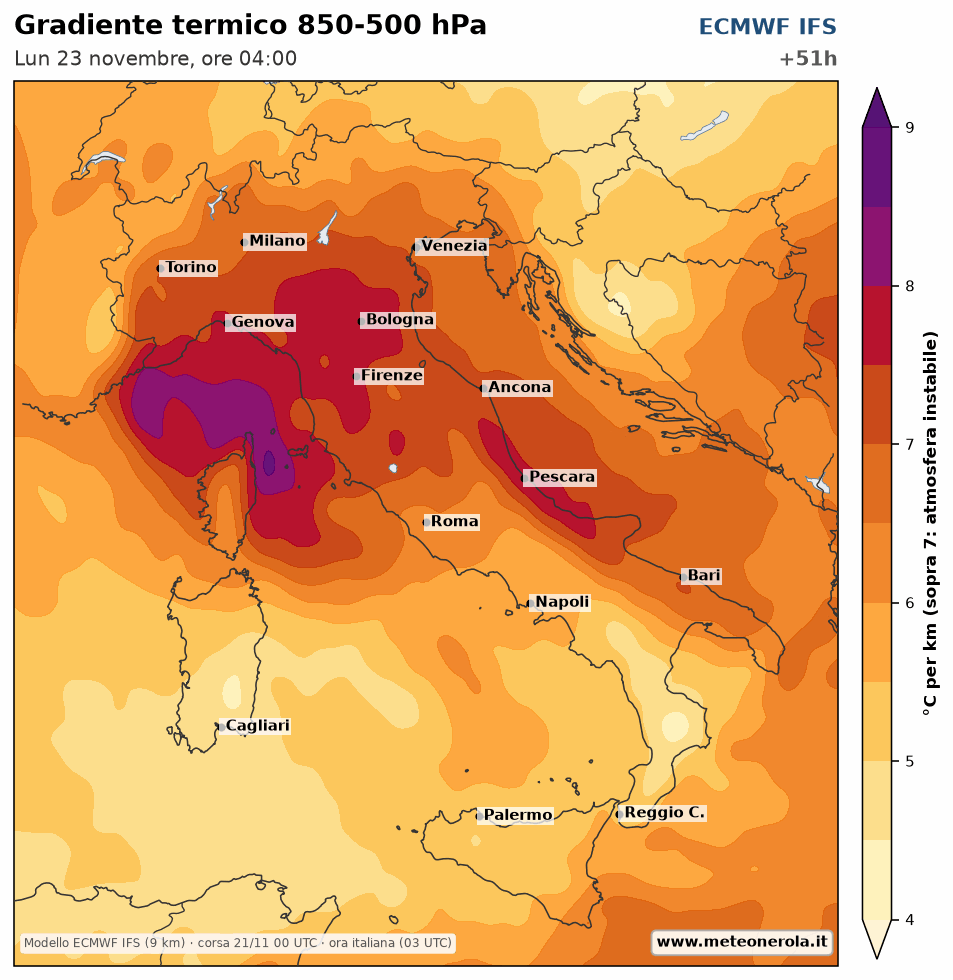 Gradiente termico 850-500 hPa
ECMWF IFS
Lun 23 novembre, ore 04:00
+51h
Milano
Venezia
Torino
Genova
Bologna
Firenze
Ancona
Pescara
Roma
Bari
Napoli
Cagliari
Palermo
Reggio C.
9
8
7
6
5
4
°C per km (sopra 7: atmosfera instabile)
Modello ECMWF IFS (9 km) · corsa 21/11 00 UTC · ora italiana (03 UTC)
www.meteonerola.it